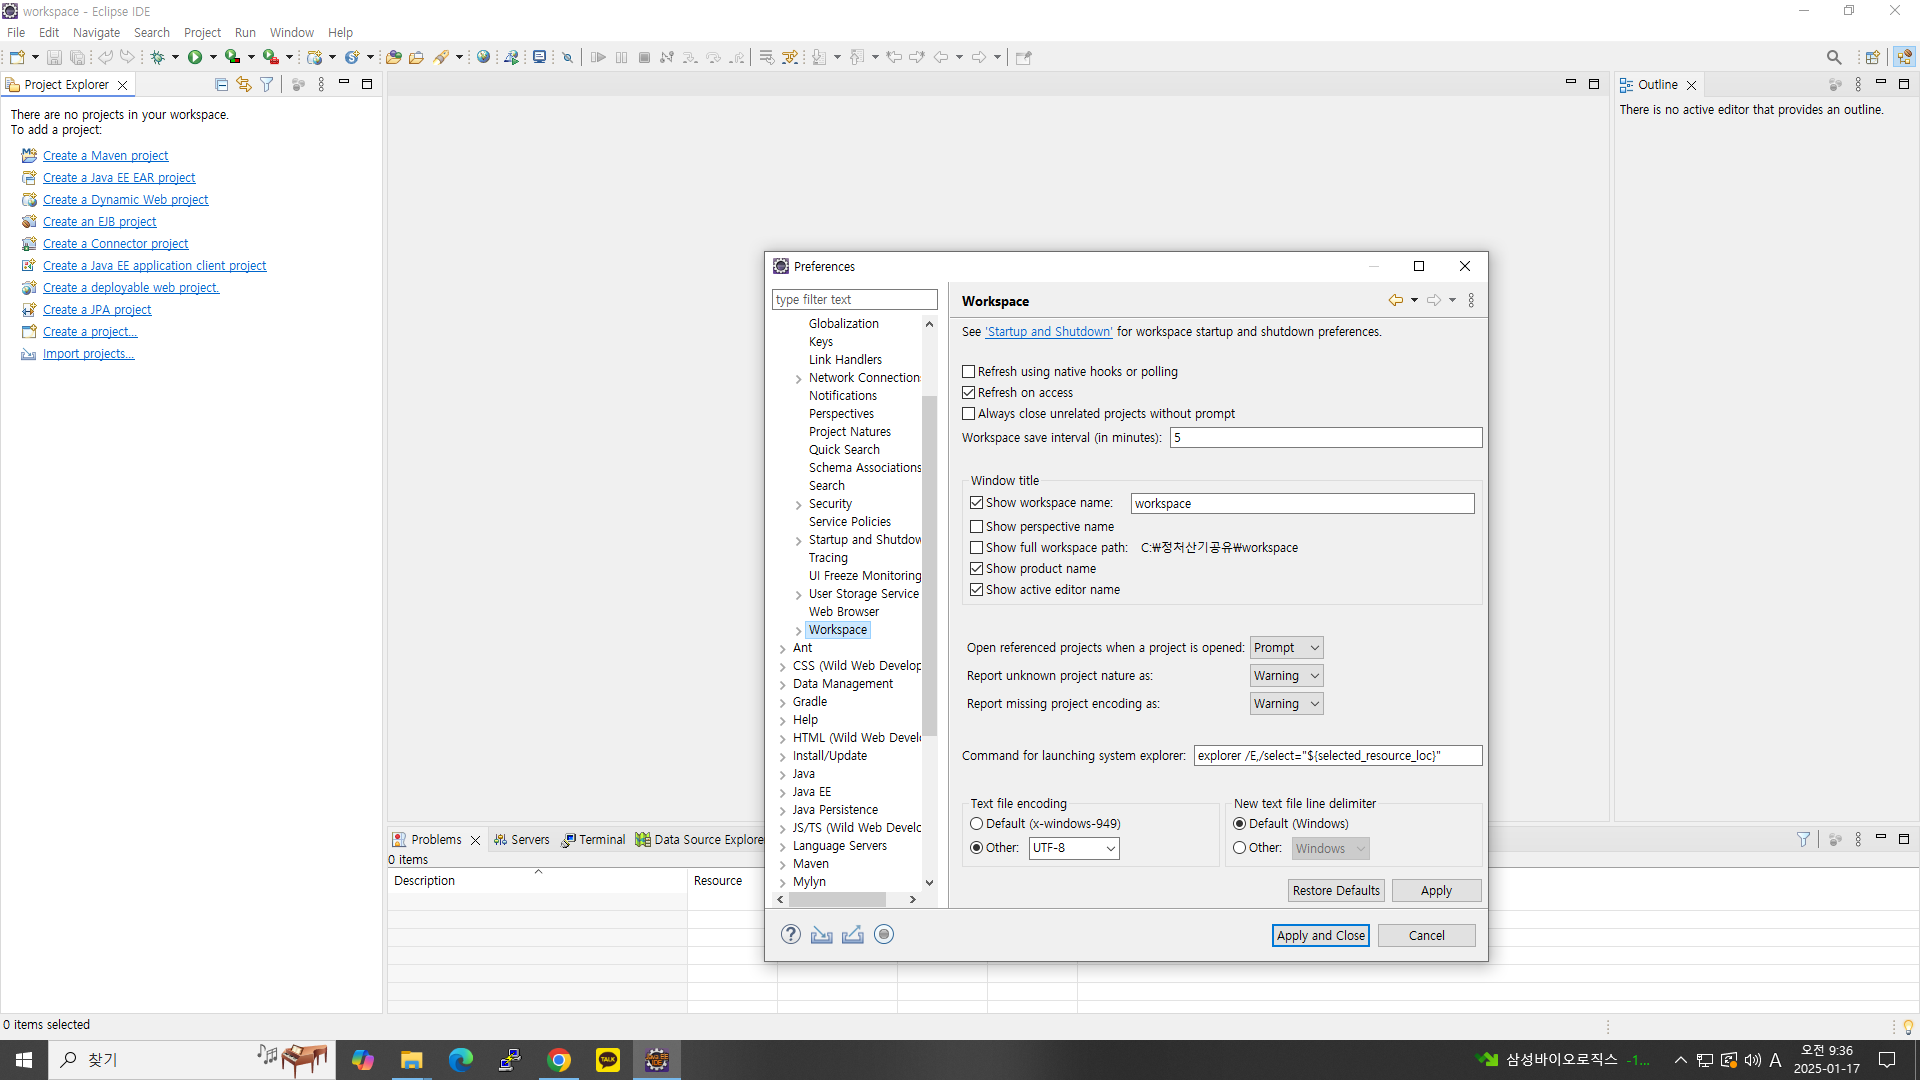 workspace - Eclipse IDE
File Edit Navigate Search Project Run Window Help
Project Explorer
There are no projects in your workspace.
To add a project:
Create a Maven project
Create a Java EE EAR project
Create a Dynamic Web project
Create an EJB project
Create a Connector project
Create a Java EE application client project
Create a deployable web project.
Create a JPA project
Create a project...
Import projects...
Outline
There is no active editor that provides an outline.
Preferences
type filter text
Globalization
Keys
Link Handlers
Network Connection
Notifications
Perspectives
Project Natures
Quick Search
Schema Associations
Search
Security
Service Policies
Startup and Shutdow
Tracing
UI Freeze Monitoring
User Storage Service
Web Browser
Workspace
Ant
CSS (Wild Web Develop
Data Management
Gradle
Help
HTML (Wild Web Develo
Install/Update
Java
Java EE
Java Persistence
JS/TS (Wild Web Develo
Language Servers
Maven
Mylyn
Workspace
See 'Startup and Shutdown' for workspace startup and shutdown preferences.
Refresh using native hooks or polling
Refresh on access
Always close unrelated projects without prompt
Workspace save interval (in minutes): 5
Window title
Show workspace name: workspace
Show perspective name
Show full workspace path: C:₩정처산기공유₩workspace
Show product name
Show active editor name
Open referenced projects when a project is opened: Prompt
Report unknown project nature as: Warning
Report missing project encoding as: Warning
Command for launching system explorer: explorer /E,/select="${selected_resource_loc}"
Text file encoding
Default (x-windows-949)
Other: UTF-8
New text file line delimiter
Default (Windows)
Other: Windows
Restore Defaults Apply
Apply and Close Cancel
Problems Servers Terminal Data Source Explore
0 items
Description Resource
0 items selected
찾기
TALK
Java EE
IDE
삼성바이오로직스 -1...
A
오전 9:36
2025-01-17